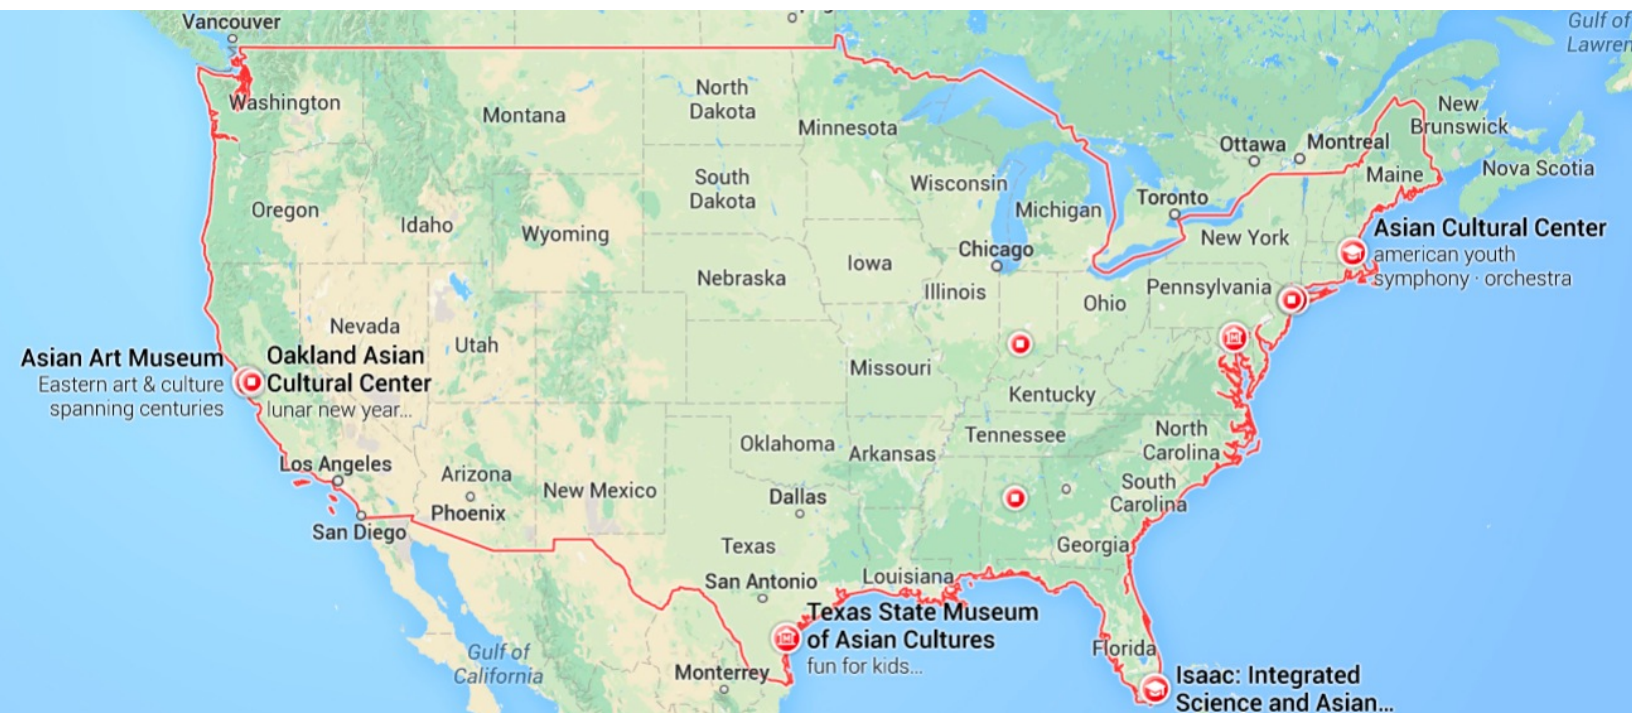 Vancouver
Gulf of
Washington
North
Dakota
Montana
Minnesota
New
Brunswick
Ottawa
Montreal
Nova Scotia
Maine
South
Dakota
Wisconsin
Michigan
Toronto
Oregon
Idaho
Wyoming
New York
Asian Cultural Center
american youth
symphony · orchestra
Chicago
Iowa
Nebraska
Illinois
Ohio
Pennsylvania
Nevada
Utah
Asian Art Museum
Eastern art & culture
spanning centuries
Oakland Asian
Cultural Center
lunar new year...
Missouri
Kentucky
Tennessee
North
Carolina
Oklahoma
Arkansas
Los Angeles
Arizona
New Mexico
Phoenix
Dallas
South
Carolina
San Diego
Texas
Georgia
San Antonio
Louisiana
Texas State Museum
of Asian Cultures
fun for kids...
Gulf of
California
Monterrey
Florida
Isaac: Integrated
Science and Asian...